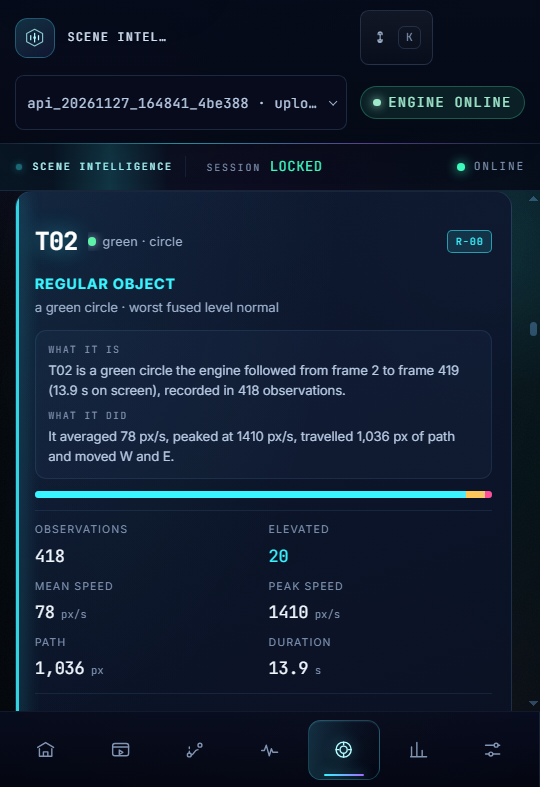 SCENE INTEL…
K
api_20261127_164841_4be388 · uplo…
ENGINE ONLINE
SCENE INTELLIGENCE
SESSION LOCKED
ONLINE
T02
green · circle
R-00
REGULAR OBJECT
a green circle · worst fused level normal
WHAT IT IS
T02 is a green circle the engine followed from frame 2 to frame 419
(13.9 s on screen), recorded in 418 observations.
WHAT IT DID
It averaged 78 px/s, peaked at 1410 px/s, travelled 1,036 px of path
and moved W and E.
OBSERVATIONS
418
ELEVATED
20
MEAN SPEED
78 px/s
PEAK SPEED
1410 px/s
PATH
1,036 px
DURATION
13.9 s